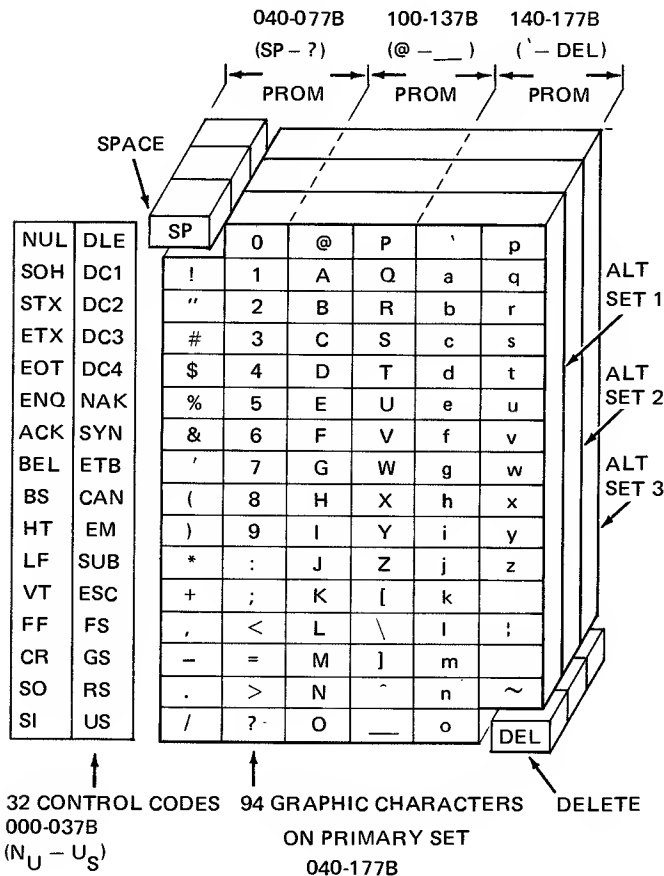 040-077B 100-137B 140-177B
(SP – ?) (@ – __ ) ( ` – DEL)
PROM PROM PROM
SPACE
SP
NUL DLE 0 @ P ` p
SOH DC1 ! 1 A Q a q
STX DC2 " 2 B R b r
ETX DC3 # 3 C S c s
EOT DC4 $ 4 D T d t
ENQ NAK % 5 E U e u
ACK SYN & 6 F V f v
BEL ETB ' 7 G W g w
BS CAN ( 8 H X h x
HT EM ) 9 I Y i y
LF SUB * : J Z j z
VT ESC + ; K [ k
FF FS , < L \ l ¦
CR GS – = M ] m
SO RS . > N ^ n ~
SI US / ? O __ o DEL
ALT
SET 1
ALT
SET 2
ALT
SET 3
32 CONTROL CODES
000-037B
(NU – US)
94 GRAPHIC CHARACTERS
ON PRIMARY SET
040-177B
DELETE